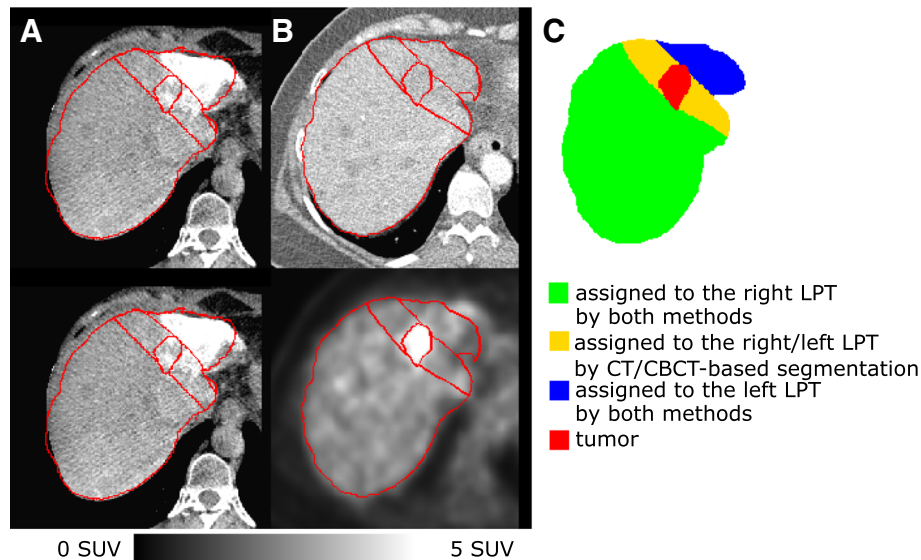 A
B
C
assigned to the right LPT
by both methods
assigned to the right/left LPT
by CT/CBCT-based segmentation
assigned to the left LPT
by both methods
tumor
0 SUV
5 SUV